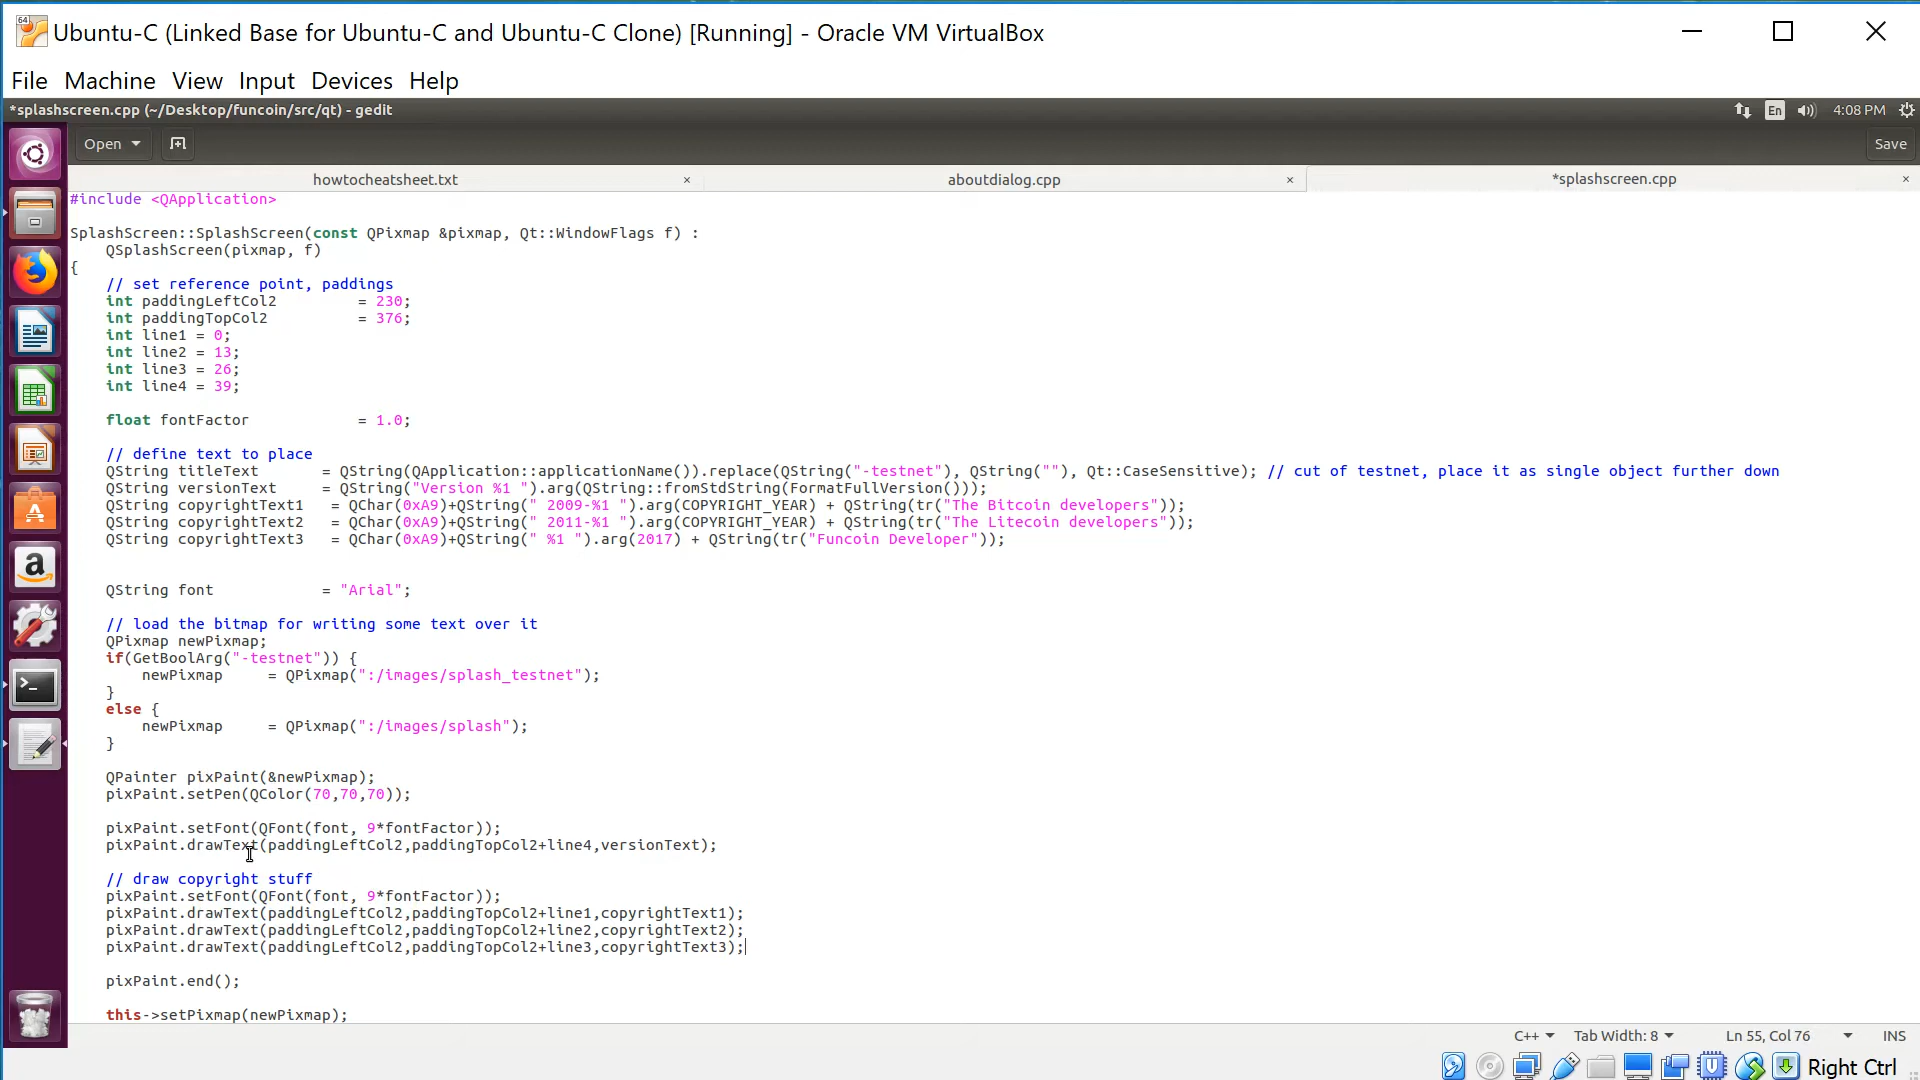 Ubuntu-C (Linked Base for Ubuntu-C and Ubuntu-C Clone) [Running] - Oracle VM VirtualBox
File Machine View Input Devices Help
*splashscreen.cpp (~/Desktop/funcoin/src/qt) - gedit
En
4:08 PM
Open
Save
howtocheatsheet.txt
aboutdialog.cpp
*splashscreen.cpp
#include <QApplication>
SplashScreen::SplashScreen(const QPixmap &pixmap, Qt::WindowFlags f) :
    QSplashScreen(pixmap, f)
{
    // set reference point, paddings
    int paddingLeftCol2         = 230;
    int paddingTopCol2          = 376;
    int line1 = 0;
    int line2 = 13;
    int line3 = 26;
    int line4 = 39;
    float fontFactor            = 1.0;
    // define text to place
    QString titleText       = QString(QApplication::applicationName()).replace(QString("-testnet"), QString(""), Qt::CaseSensitive); // cut of testnet, place it as single object further down
    QString versionText     = QString("Version %1 ").arg(QString::fromStdString(FormatFullVersion()));
    QString copyrightText1   = QChar(0xA9)+QString(" 2009-%1 ").arg(COPYRIGHT_YEAR) + QString(tr("The Bitcoin developers"));
    QString copyrightText2   = QChar(0xA9)+QString(" 2011-%1 ").arg(COPYRIGHT_YEAR) + QString(tr("The Litecoin developers"));
    QString copyrightText3   = QChar(0xA9)+QString(" %1 ").arg(2017) + QString(tr("Funcoin Developer"));
    QString font            = "Arial";
    // load the bitmap for writing some text over it
    QPixmap newPixmap;
    if(GetBoolArg("-testnet")) {
        newPixmap     = QPixmap(":/images/splash_testnet");
    }
    else {
        newPixmap     = QPixmap(":/images/splash");
    }
    QPainter pixPaint(&newPixmap);
    pixPaint.setPen(QColor(70,70,70));
    pixPaint.setFont(QFont(font, 9*fontFactor));
    pixPaint.drawText(paddingLeftCol2,paddingTopCol2+line4,versionText);
    // draw copyright stuff
    pixPaint.setFont(QFont(font, 9*fontFactor));
    pixPaint.drawText(paddingLeftCol2,paddingTopCol2+line1,copyrightText1);
    pixPaint.drawText(paddingLeftCol2,paddingTopCol2+line2,copyrightText2);
    pixPaint.drawText(paddingLeftCol2,paddingTopCol2+line3,copyrightText3);
    pixPaint.end();
    this->setPixmap(newPixmap);
C++
Tab Width: 8
Ln 55, Col 76
INS
Right Ctrl